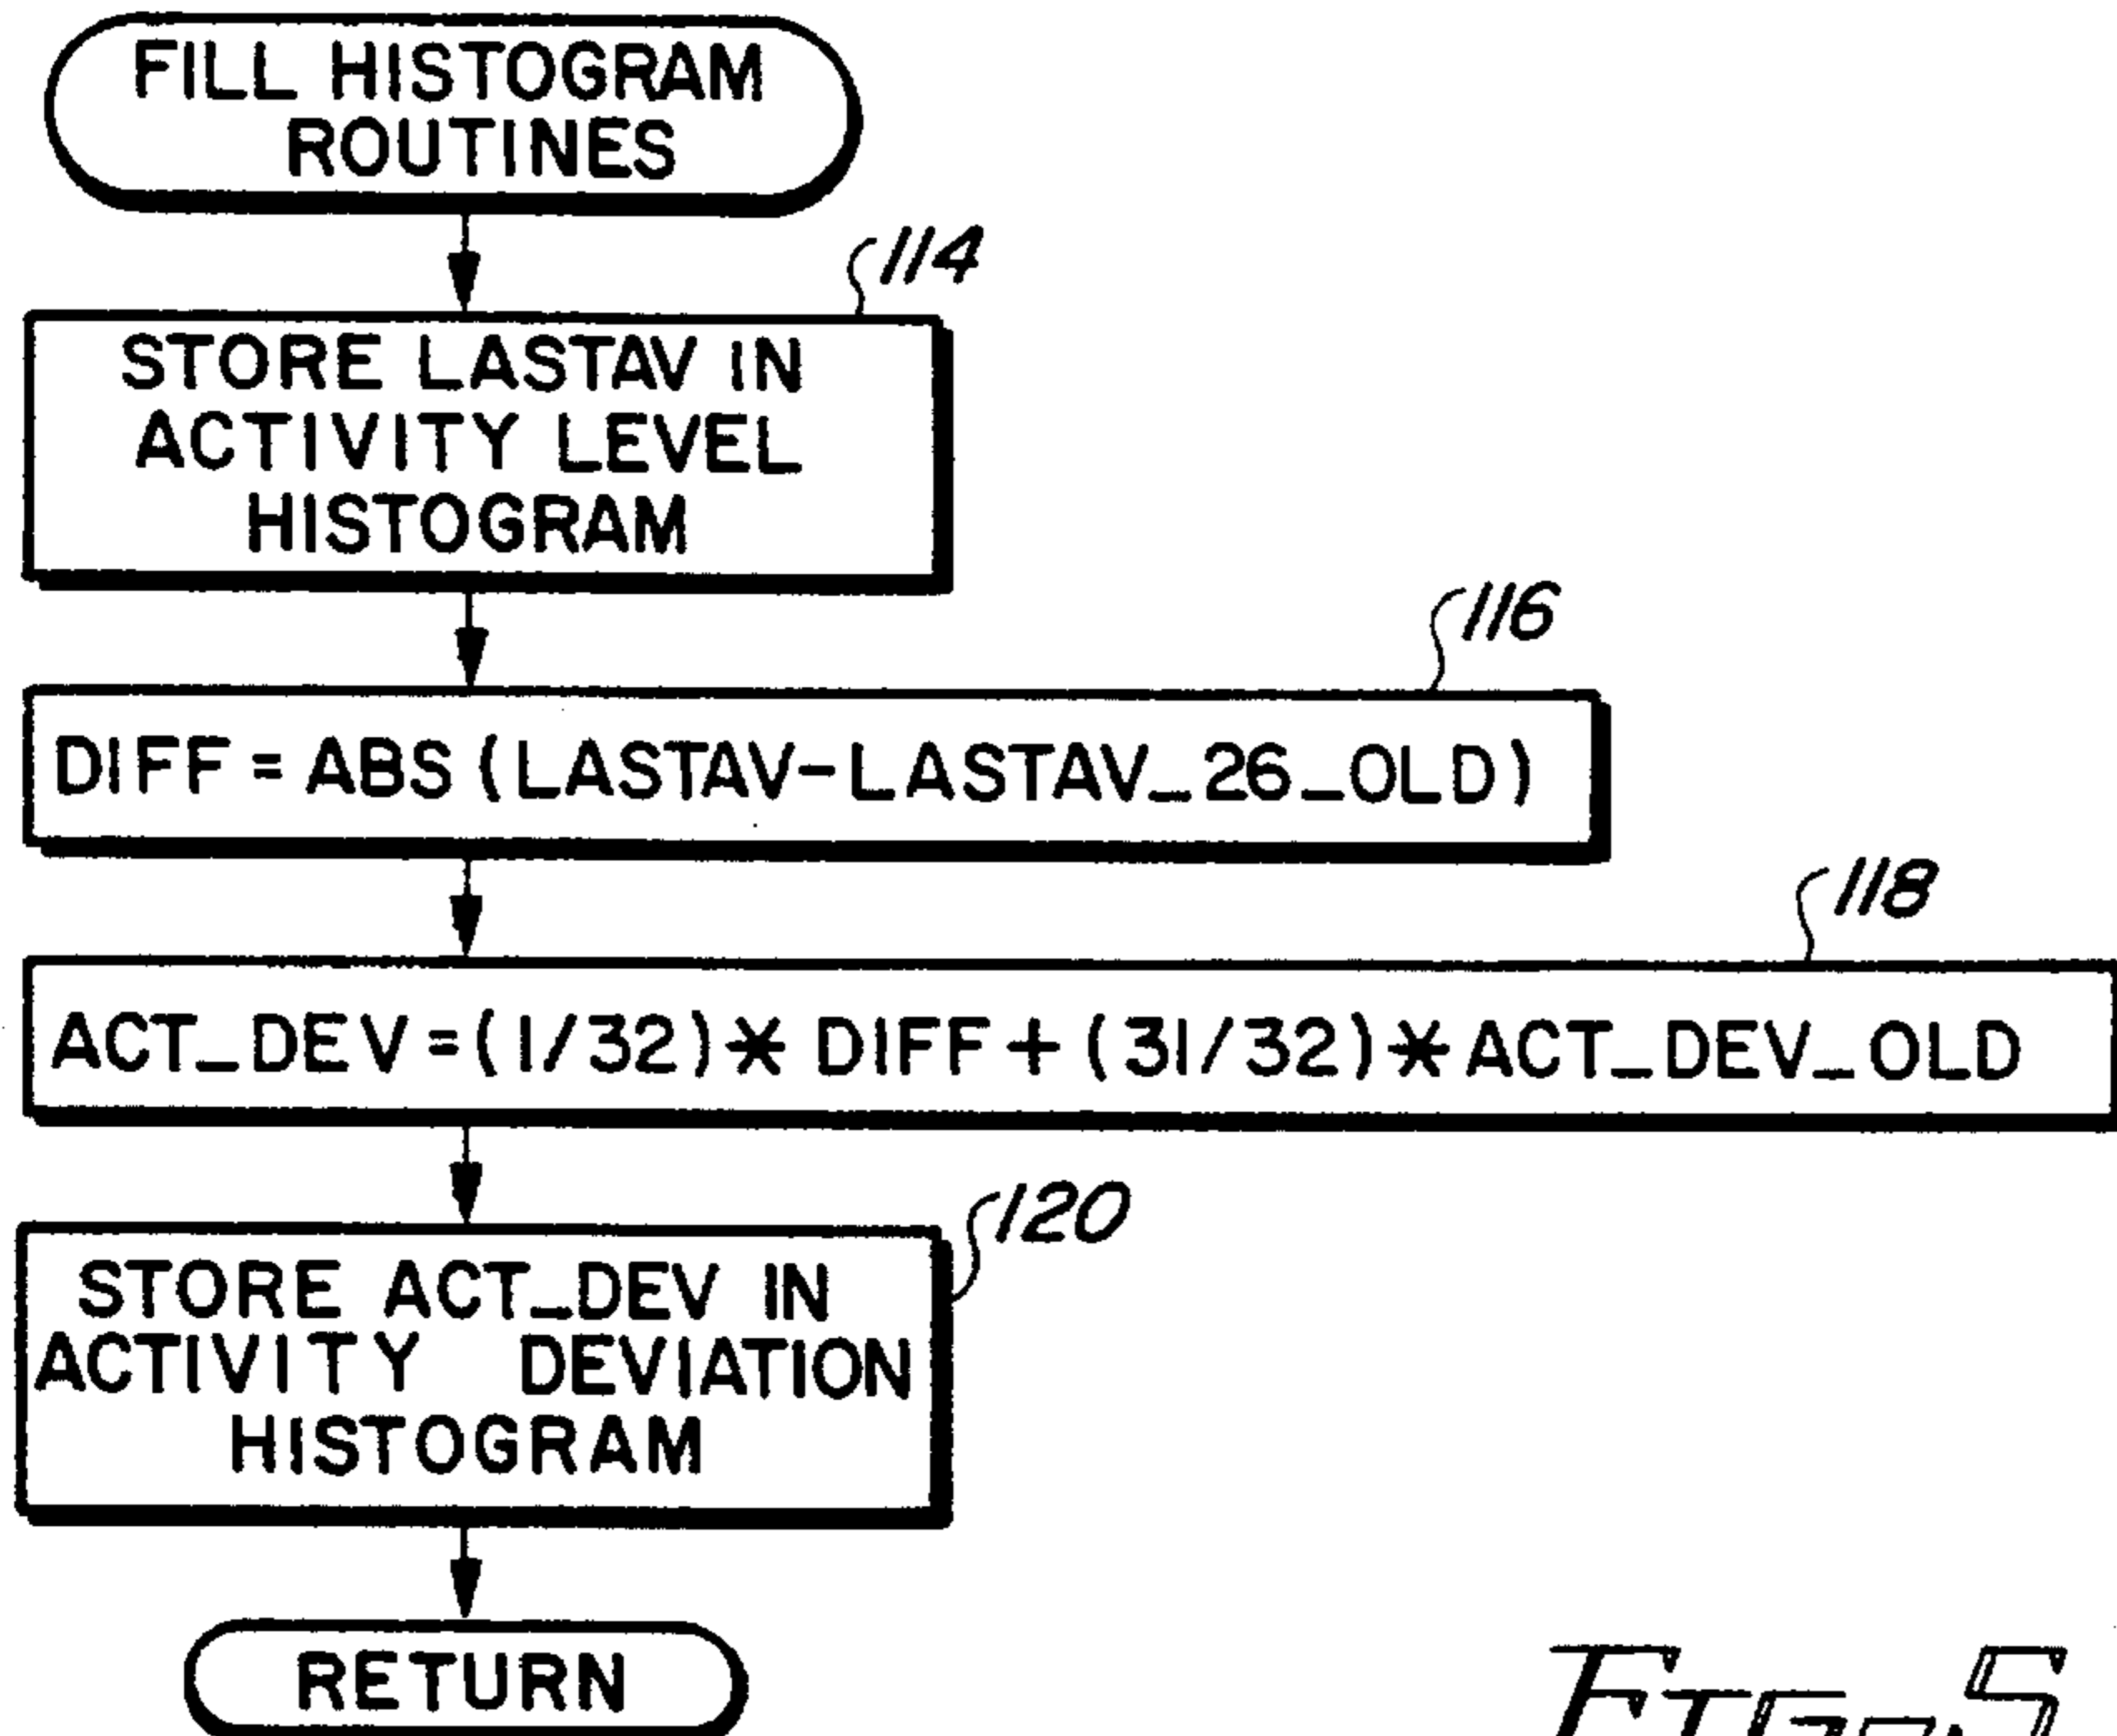 FILL HISTOGRAM
ROUTINES
114
STORE LASTAV IN
ACTIVITY LEVEL
HISTOGRAM
116
DIFF = ABS (LASTAV-LASTAV_26_OLD)
118
ACT_DEV = (1/32) * DIFF + (31/32) * ACT_DEV_OLD
120
STORE ACT_DEV IN
ACTIVITY DEVIATION
HISTOGRAM
RETURN